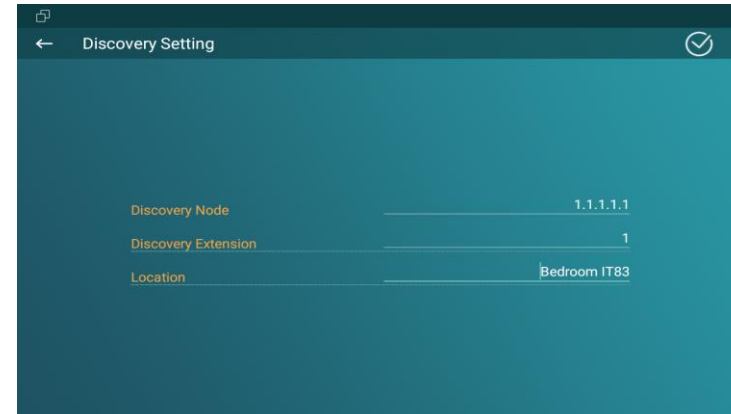 Discovery Setting
Discovery Node 1.1.1.1.1
Discovery Extension 1
Location Bedroom IT83